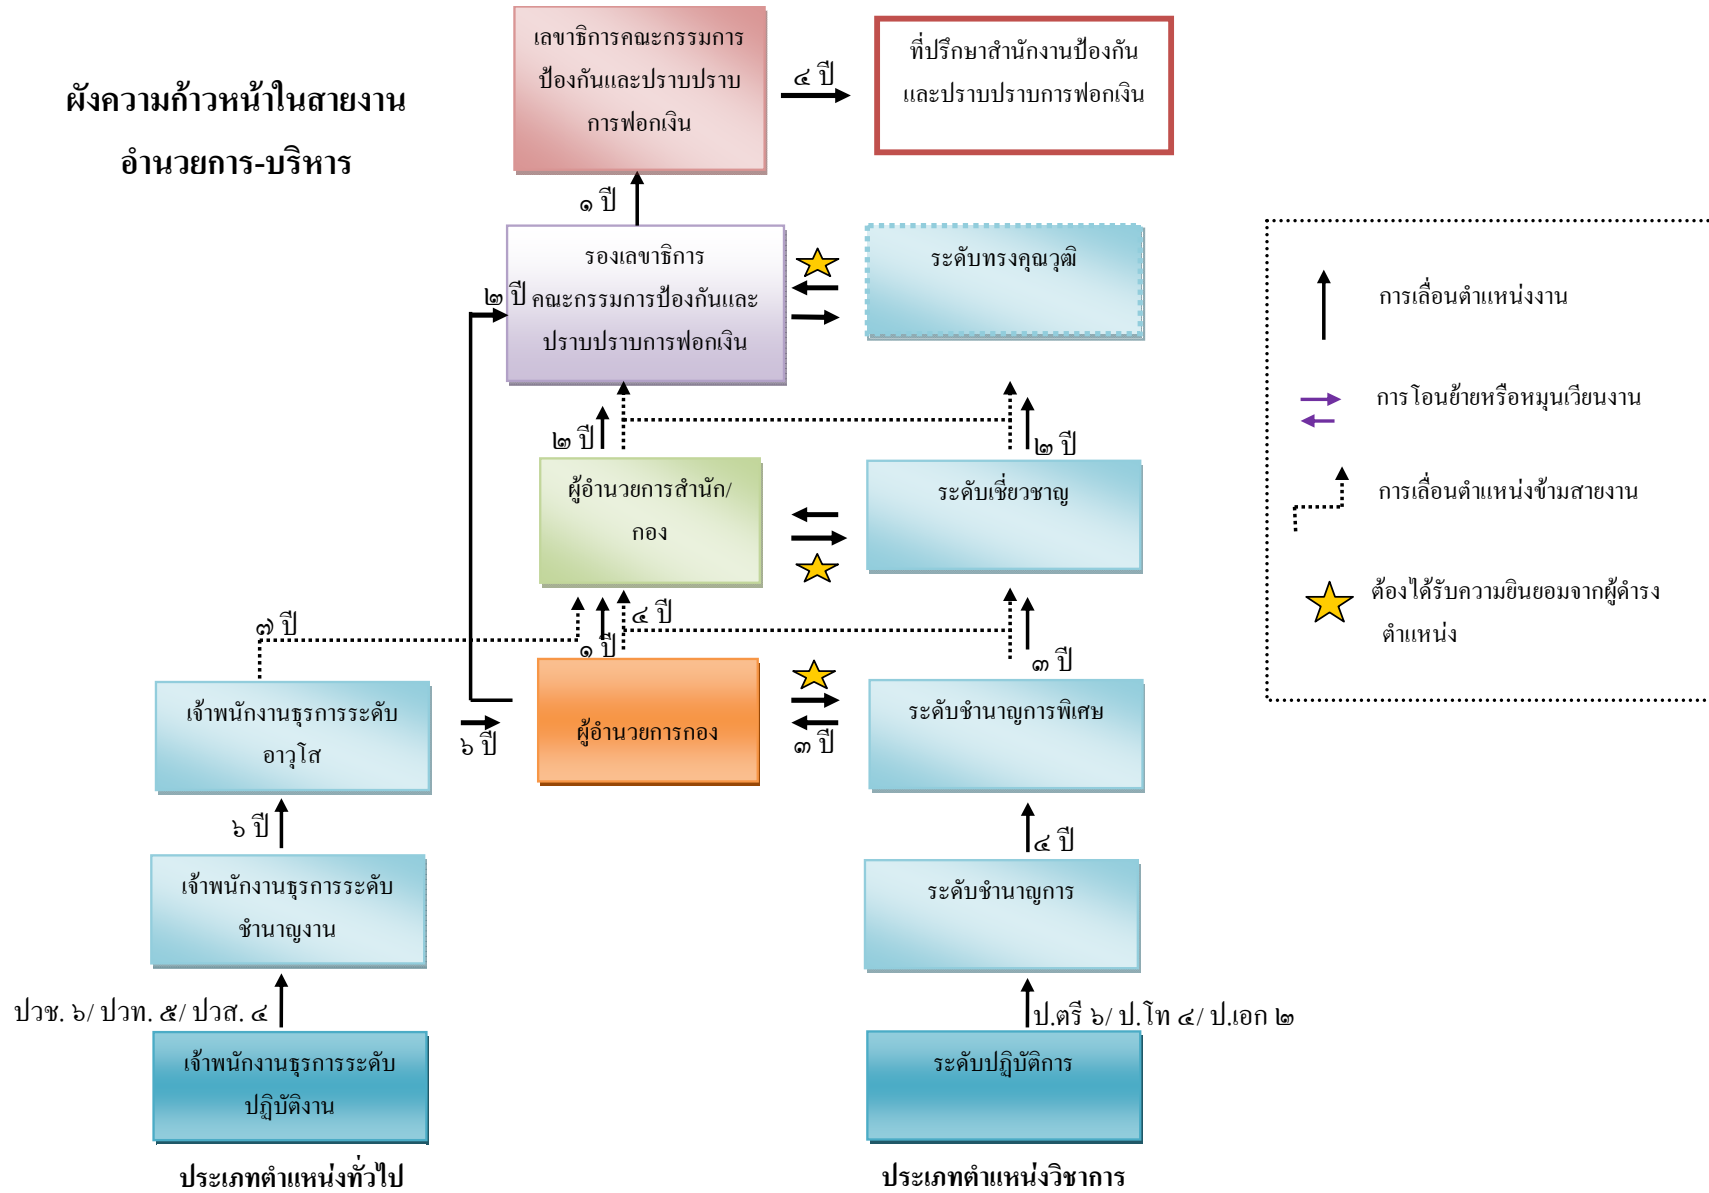 เลขาธิการคณะกรรมการ
ป้องกันและปราบปราบ
การฟอกเงิน
๔ ปี
ที่ปรึกษาสำนักงานป้องกัน
และปราบปราบการฟอกเงิน
ผังความก้าวหน้าในสายงาน
อำนวยการ-บริหาร
๑ ปี
รองเลขาธิการ
คณะกรรมการป้องกันและ
ปราบปราบการฟอกเงิน
๒ ปี
ระดับทรงคุณวุฒิ
การเลื่อนตำแหน่งงาน
การโอนย้ายหรือหมุนเวียนงาน
การเลื่อนตำแหน่งข้ามสายงาน
ต้องได้รับความยินยอมจากผู้ดำรง
ตำแหน่ง
๒ ปี
๒ ปี
ผู้อำนวยการสำนัก/
กอง
ระดับเชี่ยวชาญ
๗ ปี
๑ ปี
๔ ปี
๓ ปี
เจ้าพนักงานธุรการระดับ
อาวุโส
๖ ปี
ผู้อำนวยการกอง
๓ ปี
ระดับชำนาญการพิเศษ
๖ ปี
๔ ปี
เจ้าพนักงานธุรการระดับ
ชำนาญงาน
ระดับชำนาญการ
ปวช. ๖/ ปวท. ๕/ ปวส. ๔
ป.ตรี ๖/ ป.โท ๔/ ป.เอก ๒
เจ้าพนักงานธุรการระดับ
ปฏิบัติงาน
ระดับปฏิบัติการ
ประเภทตำแหน่งทั่วไป
ประเภทตำแหน่งวิชาการ